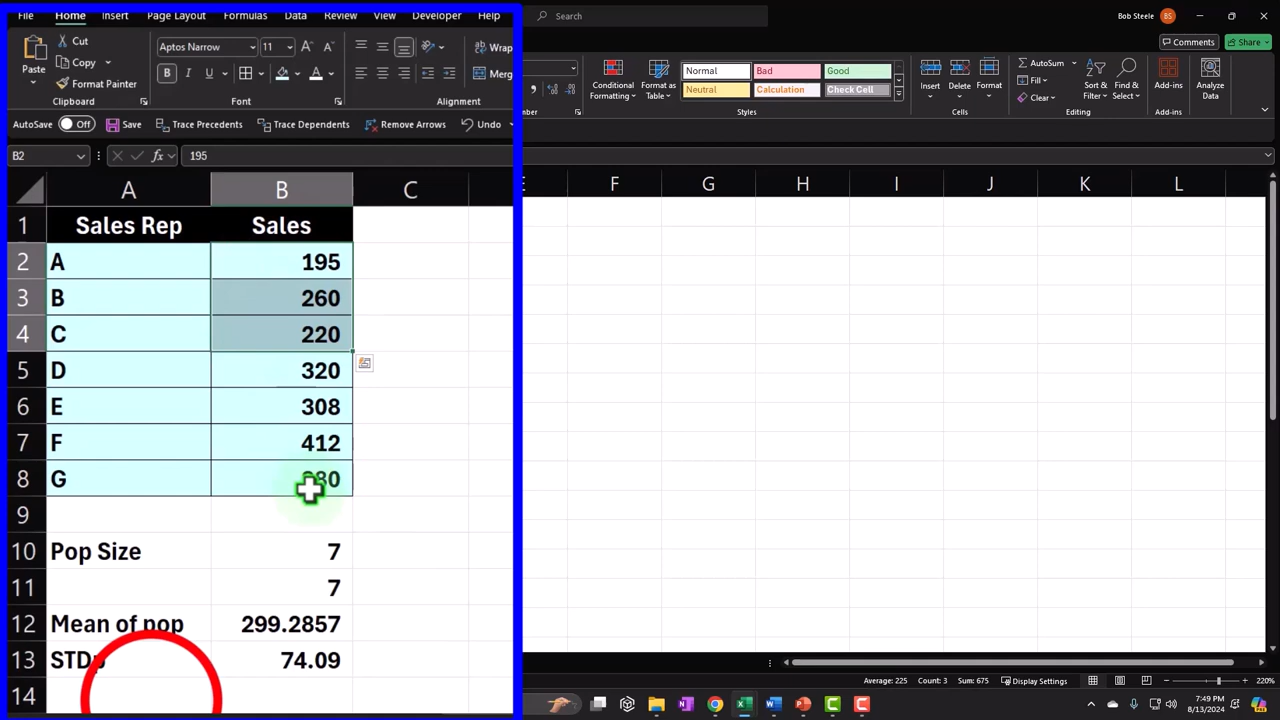 File Home Insert Page Layout Formulas Data Review View Developer Help
Search
Bob Steele BS
Comments Share
Paste Cut Copy Format Painter
Aptos Narrow 11
B I U
Wrap
Merg
Conditional Formatting Format as Table
Normal Bad Good
Neutral Calculation Check Cell
Insert Delete Format
AutoSum Fill Clear
Sort & Filter Find & Select
Add-ins Analyze Data
Clipboard Font Alignment Styles Cells Editing Add-ins
AutoSave Off Save Trace Precedents Trace Dependents Remove Arrows Undo
B2 fx 195
A B C F G H I J K L
1 Sales Rep Sales
2 A 195
3 B 260
4 C 220
5 D 320
6 E 308
7 F 412
8 G
9
10 Pop Size 7
11 7
12 Mean of pop 299.2857
13 STDp 74.09
14
Average: 225 Count: 3 Sum: 675 Display Settings 220%
7:49 PM
8/13/2024